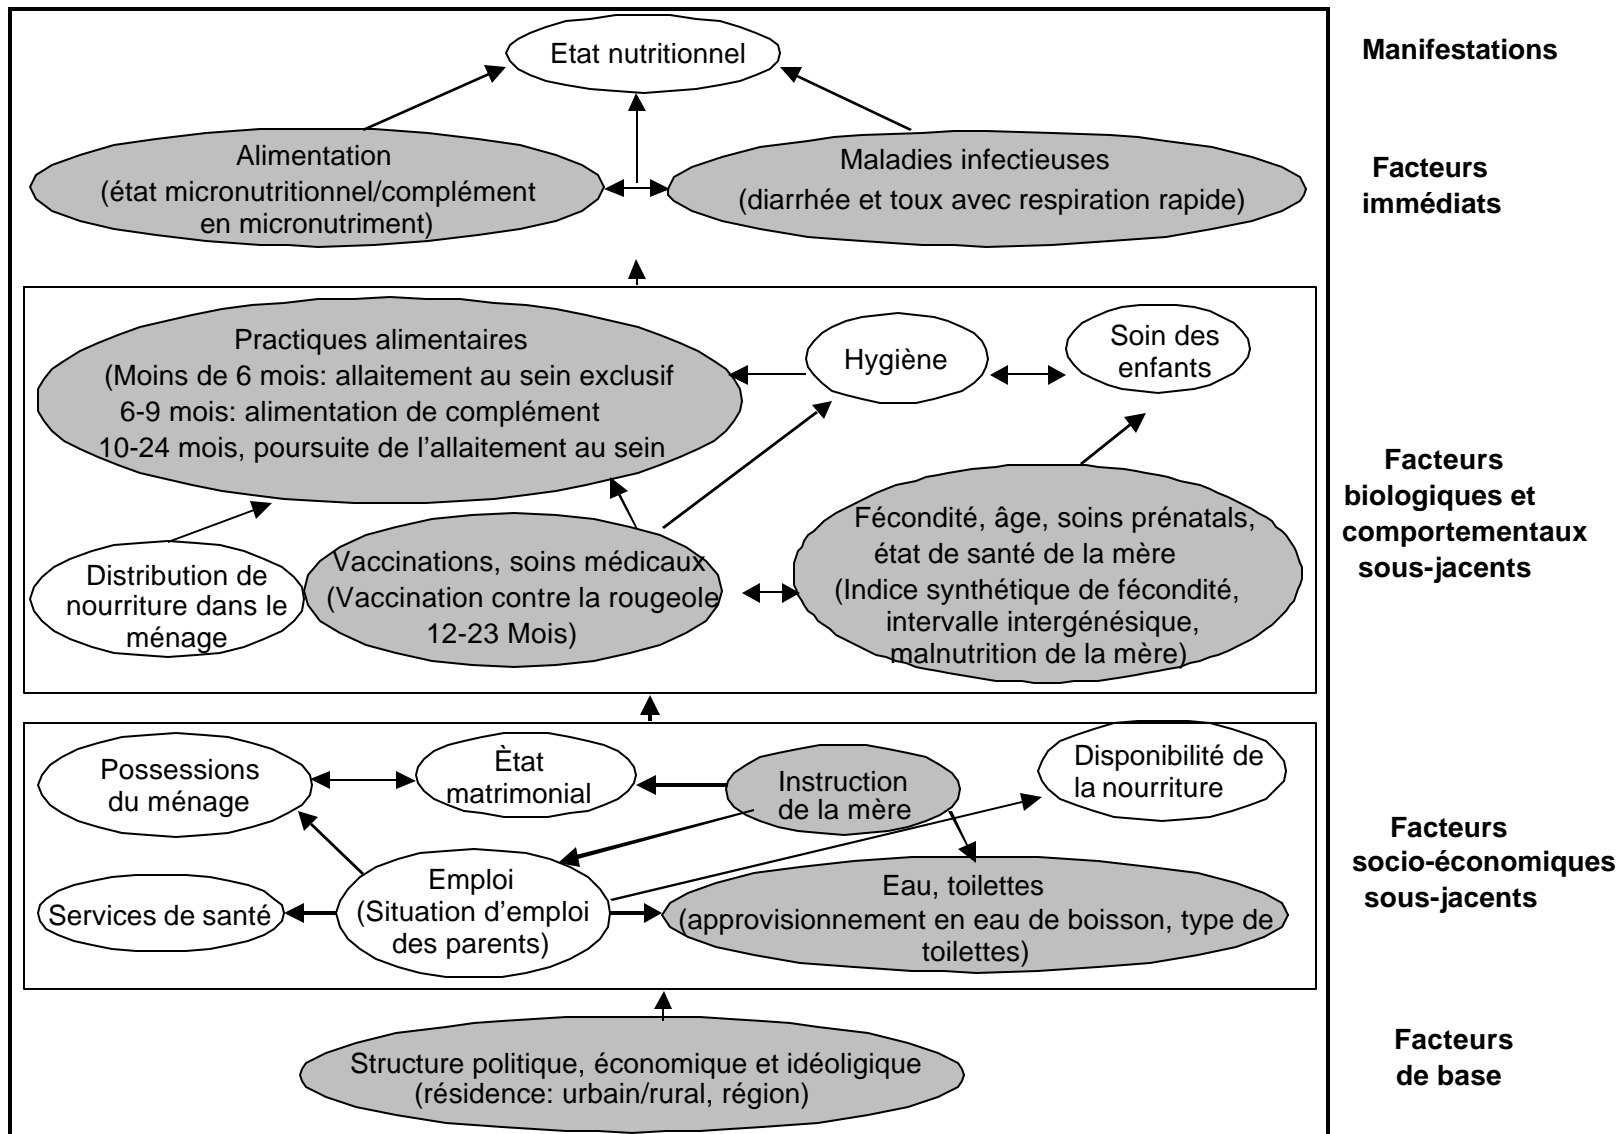 Etat nutritionnel
Manifestations
Alimentation
(état micronutritionnel/complément
en micronutriment)
Maladies infectieuses
(diarrhée et toux avec respiration rapide)
Facteurs
immédiats
Practiques alimentaires
(Moins de 6 mois: allaitement au sein exclusif
6-9 mois: alimentation de complément
10-24 mois, poursuite de l’allaitement au sein
Hygiène
Soin des
enfants
Distribution de
nourriture dans le
ménage
Vaccinations, soins médicaux
(Vaccination contre la rougeole
12-23 Mois)
Fécondité, âge, soins prénatals,
état de santé de la mère
(Indice synthétique de fécondité,
intervalle intergénésique,
malnutrition de la mère)
Facteurs
biologiques et
comportementaux
sous-jacents
Possessions
du ménage
Ètat
matrimonial
Instruction
de la mère
Disponibilité de
la nourriture
Services de santé
Emploi
(Situation d’emploi
des parents)
Eau, toilettes
(approvisionnement en eau de boisson, type de
toilettes)
Facteurs
socio-économiques
sous-jacents
Structure politique, économique et idéoligique
(résidence: urbain/rural, région)
Facteurs
de base